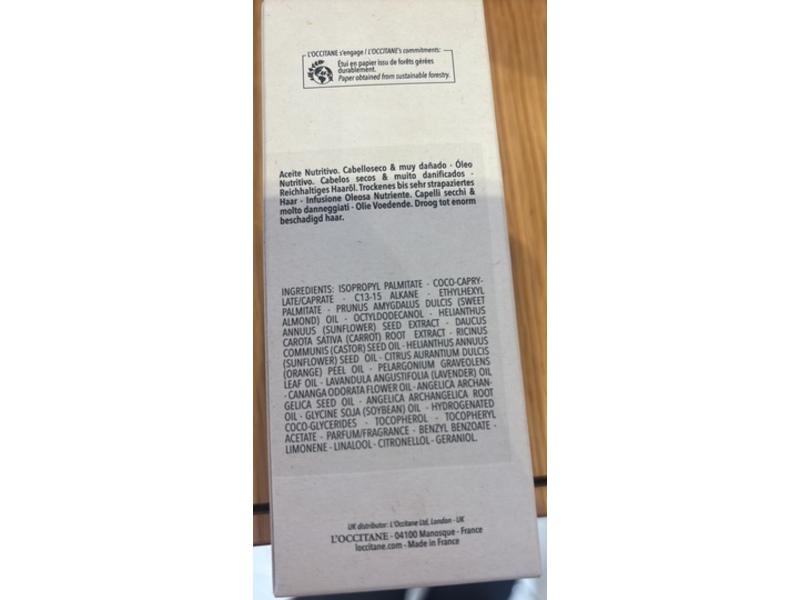 L'OCCITANE s'engage / L'OCCITANE's commitments:
Étui en papier issu de forêts gérées
durablement.
Paper obtained from sustainable forestry.
Aceite Nutritivo. Cabelloseco & muy dañado · Óleo
Nutritivo. Cabelos secos & muito danificados ·
Reichhaltiges Haaröl. Trockenes bis sehr strapaziertes
Haar · Infusione Oleosa Nutriente. Capelli secchi &
molto danneggiati · Olie Voedende. Droog tot enorm
beschadigd haar.
INGREDIENTS: ISOPROPYL PALMITATE · COCO-CAPRY-
LATE/CAPRATE · C13-15 ALKANE · ETHYLHEXYL
PALMITATE · PRUNUS AMYGDALUS DULCIS (SWEET
ALMOND) OIL · OCTYLDODECANOL · HELIANTHUS
ANNUUS (SUNFLOWER) SEED EXTRACT · DAUCUS
CAROTA SATIVA (CARROT) ROOT EXTRACT · RICINUS
COMMUNIS (CASTOR) SEED OIL · HELIANTHUS ANNUUS
(SUNFLOWER) SEED OIL · CITRUS AURANTIUM DULCIS
(ORANGE) PEEL OIL · PELARGONIUM GRAVEOLENS
LEAF OIL · LAVANDULA ANGUSTIFOLIA (LAVENDER) OIL
· CANANGA ODORATA FLOWER OIL · ANGELICA ARCHAN-
GELICA SEED OIL · ANGELICA ARCHANGELICA ROOT
OIL · GLYCINE SOJA (SOYBEAN) OIL · HYDROGENATED
COCO-GLYCERIDES · TOCOPHEROL · TOCOPHERYL
ACETATE · PARFUM/FRAGRANCE · BENZYL BENZOATE ·
LIMONENE · LINALOOL · CITRONELLOL · GERANIOL.
UK distributor: L'Occitane Ltd, London - UK
L'OCCITANE - 04100 Manosque - France
loccitane.com - Made in France